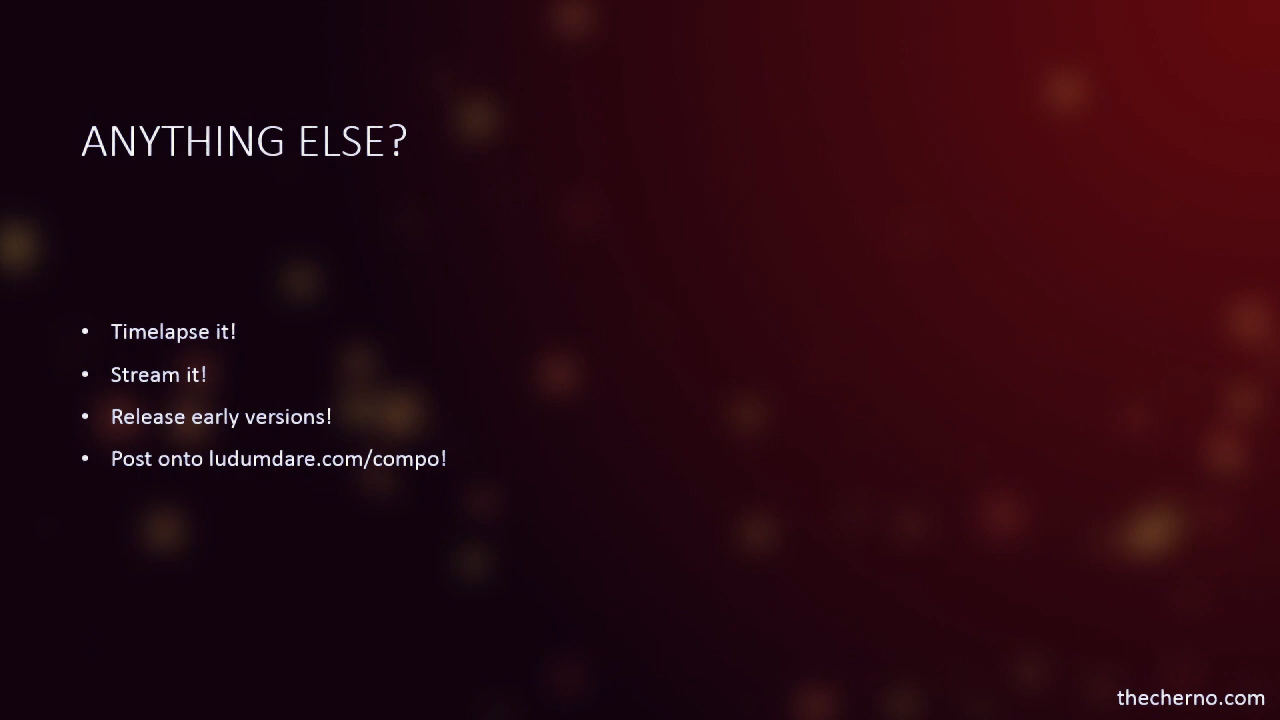 ANYTHING ELSE?
• Timelapse it!
• Stream it!
• Release early versions!
• Post onto ludumdare.com/compo!
thecherno.com